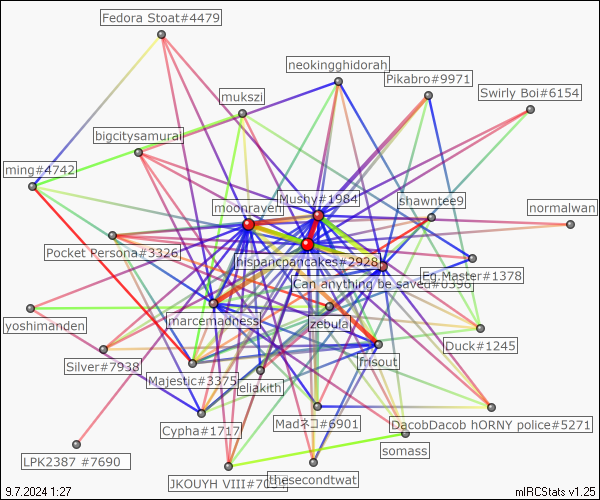 Fedora Stoat#4479
neokingghidorah
Pikabro#9971
Swirly Boi#6154
mukszi
bigcitysamurai
ming#4742
Mushy#1984
shawntee9
moonraven
normalwan
Pocket Persona#3326
hispancpancakes#2928
Eg.Master#1378
Can anything be saved#0398
yoshimanden
marcemadness
zebula
Duck#1245
Silver#7938
frisout
Majestic#3375
eliakith
Cypha#1717
Madネコ#6901
DacobDacob hORNY police#5271
somass
LPK2387 #7690
JKOUYH VIII
thesecondtwat
9.7.2024 1:27
mIRCStats v1.25